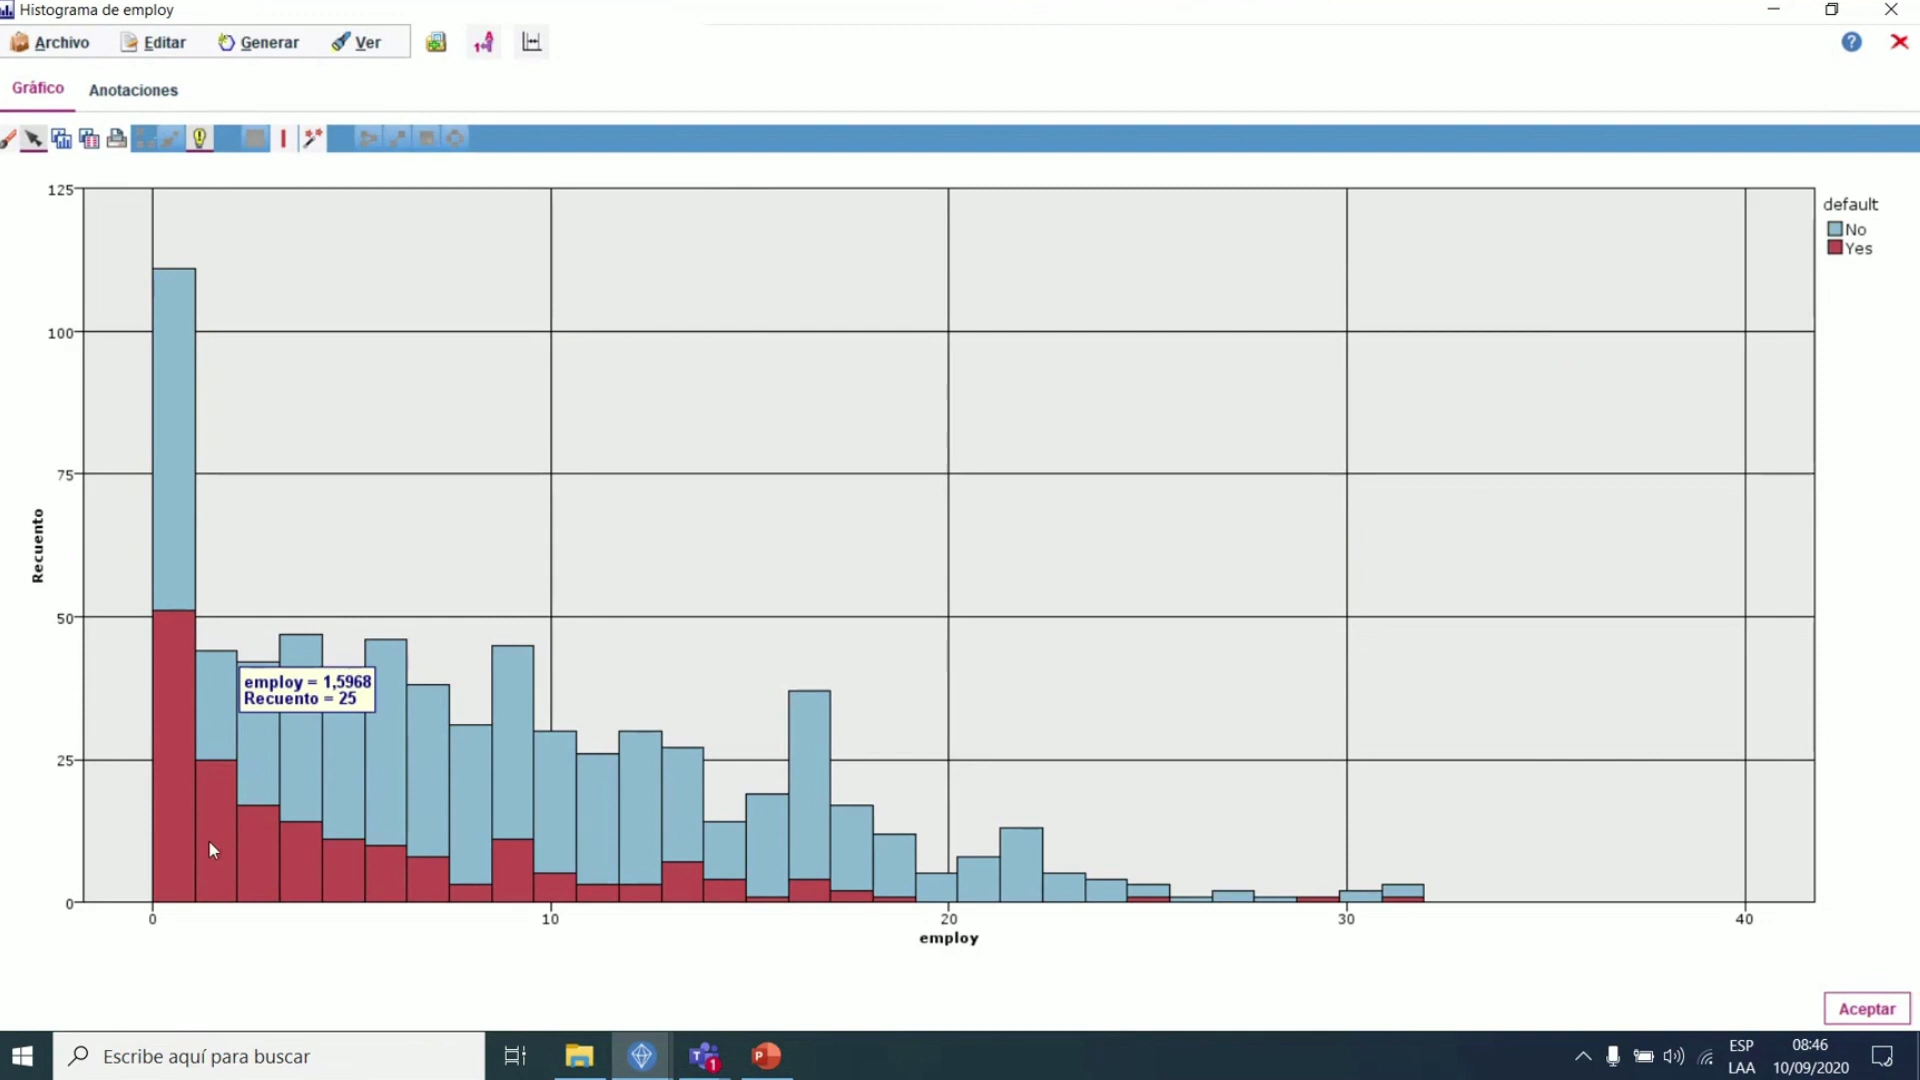 Histograma de employ
Archivo Editar Generar Ver
Gráfico Anotaciones
125
100
75
50
25
0
Recuento
employ = 1,5968
Recuento = 25
0 10 20 30 40
employ
default
No
Yes
Aceptar
Escribe aquí para buscar
ESP
LAA
08:46
10/09/2020